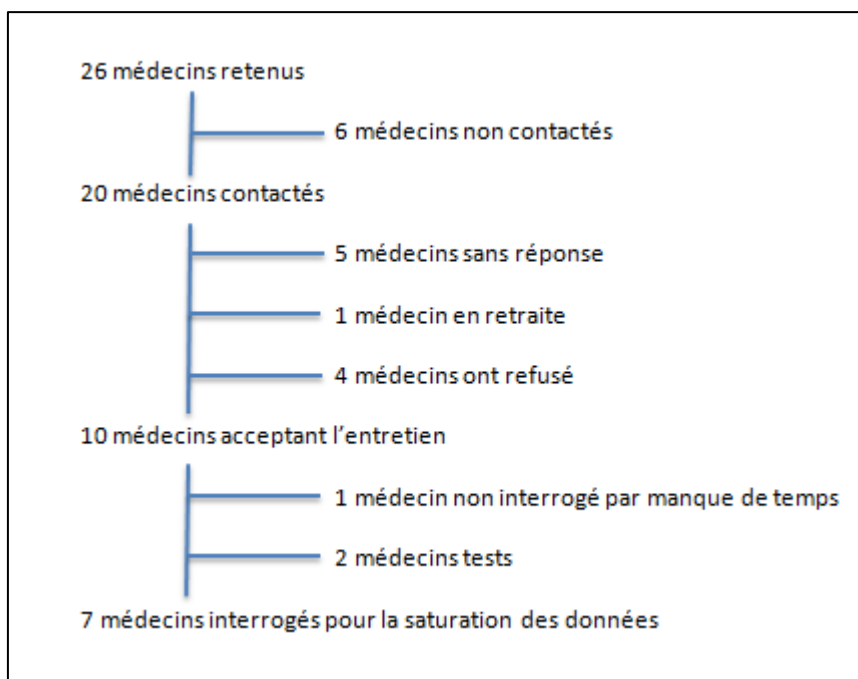 26 médecins retenus
6 médecins non contactés
20 médecins contactés
5 médecins sans réponse
1 médecin en retraite
4 médecins ont refusé
10 médecins acceptant l'entretien
1 médecin non interrogé par manque de temps
2 médecins tests
7 médecins interrogés pour la saturation des données